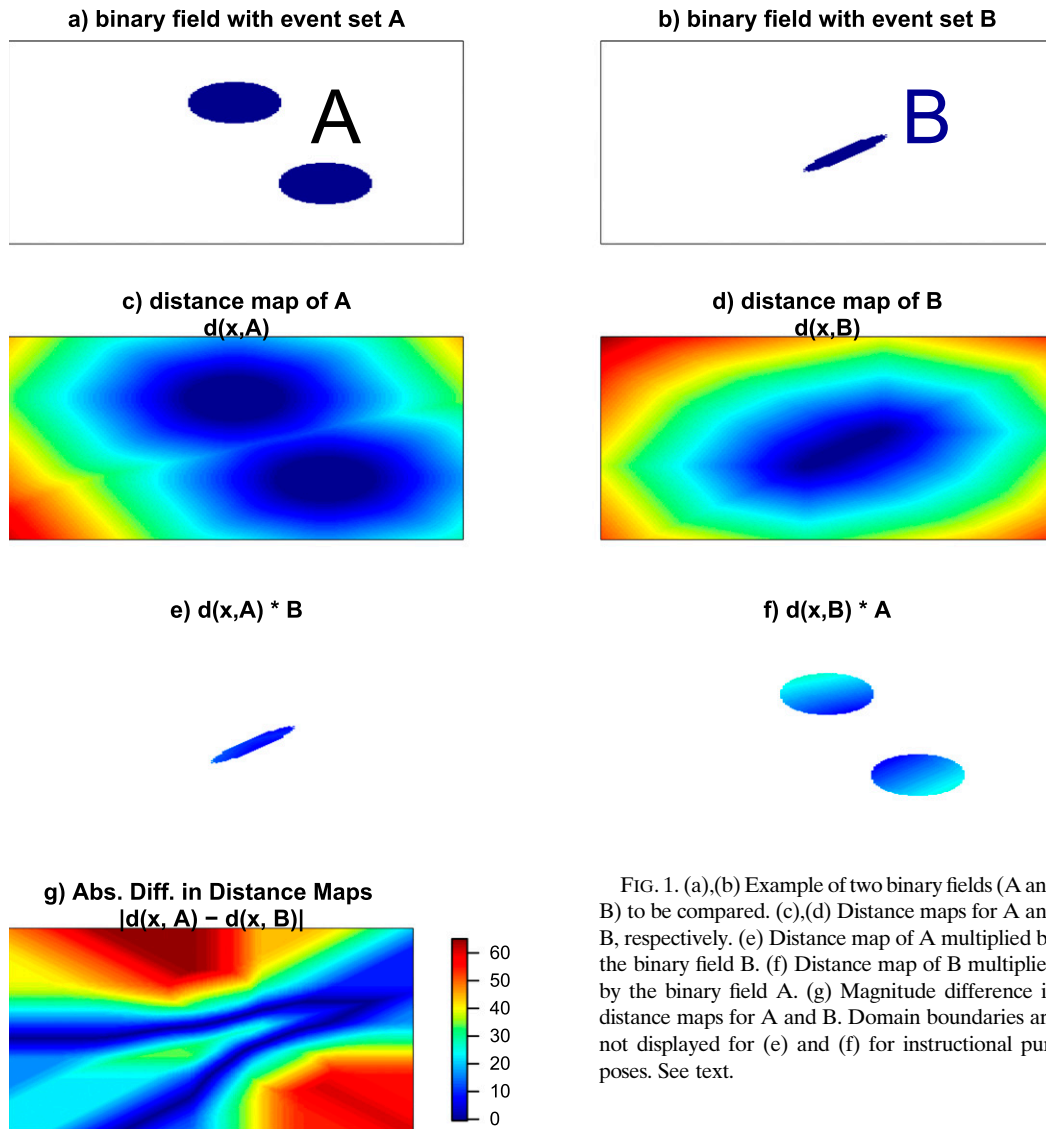 a) binary field with event set A
b) binary field with event set B
A
B
c) distance map of A
d(x,A)
d) distance map of B
d(x,B)
e) d(x,A) * B
f) d(x,B) * A
g) Abs. Diff. in Distance Maps
|d(x, A) − d(x, B)|
60
50
40
30
20
10
0
FIG. 1. (a),(b) Example of two binary fields (A an
B) to be compared. (c),(d) Distance maps for A an
B, respectively. (e) Distance map of A multiplied b
the binary field B. (f) Distance map of B multiplie
by the binary field A. (g) Magnitude difference i
distance maps for A and B. Domain boundaries ar
not displayed for (e) and (f) for instructional pur
poses. See text.